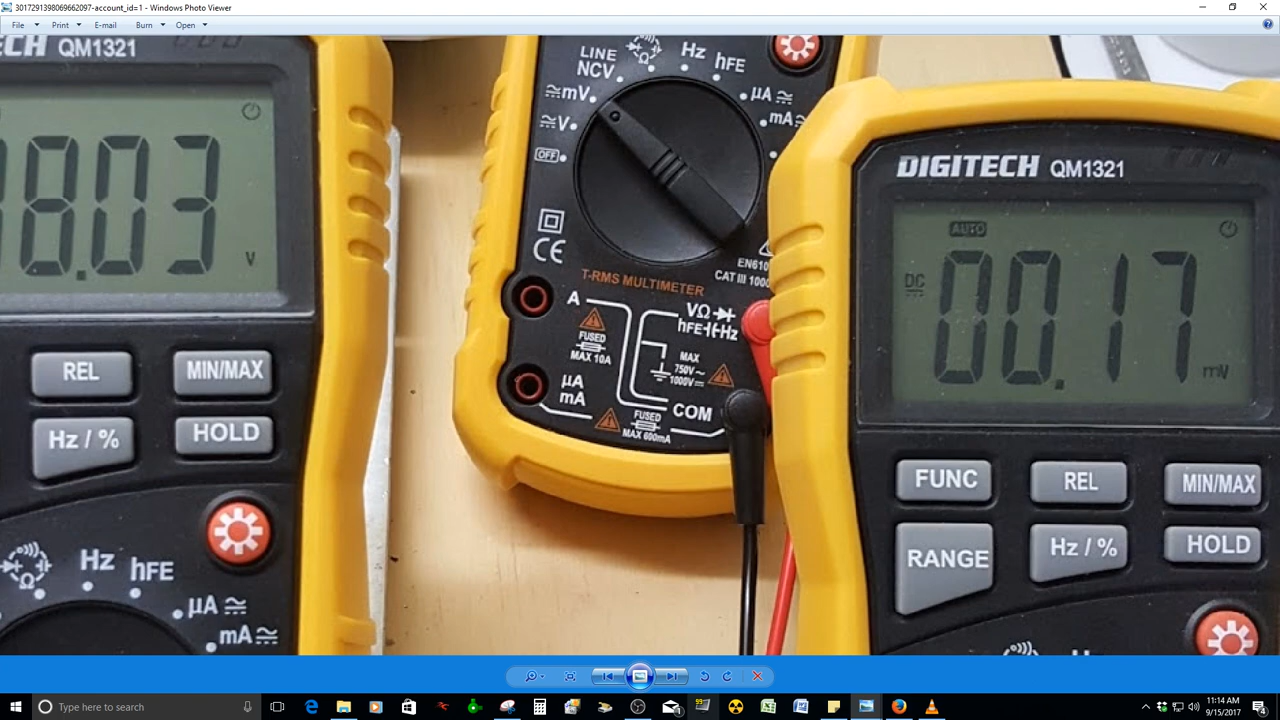 3017291398069662097-account_id=1 - Windows Photo Viewer
File Print E-mail Burn Open
QM1321
8.03
V
REL MIN/MAX
Hz / % HOLD
Hz
hFE
μA
mA
LINE
NCV
Hz
hFE
mV
V
OFF
μA
mA
Ω
CE
T-RMS MULTIMETER
CAT III
A
FUSED
MAX 10A
VΩ
hFE Hz
MAX
750V~
1000V
μA
mA
COM
FUSED
MAX 600mA
DIGITECH QM1321
AUTO
DC
00.17
mV
FUNC REL MIN/MAX
RANGE Hz / % HOLD
Type here to search
11:14 AM
9/15/2017